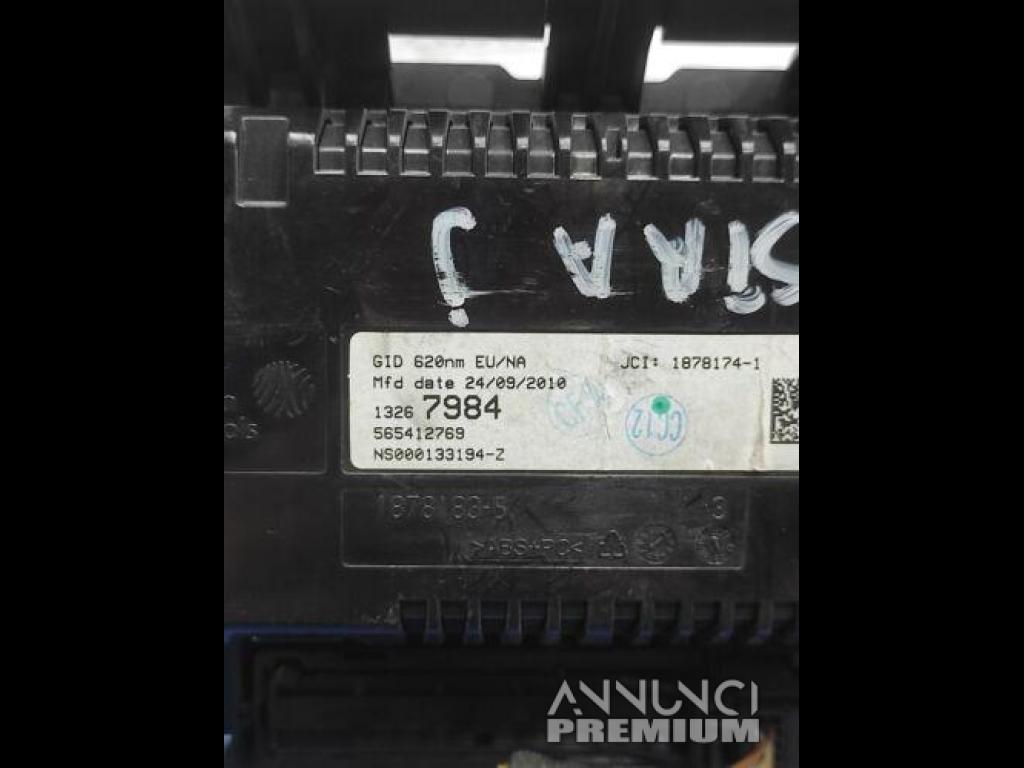 SIRA J
GID 620nm EU/NA JCI: 1878174-1
Mfd date 24/09/2010
1326 7984
565412769
NS000133194-Z
CC12
1878183-5 3
>ABS+PC<
ANNUNCI
PREMIUM